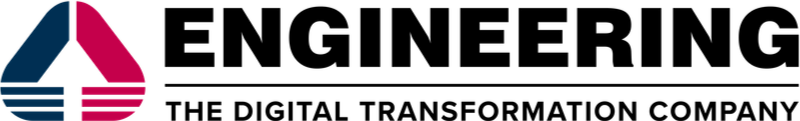 ENGINEERING
THE DIGITAL TRANSFORMATION COMPANY